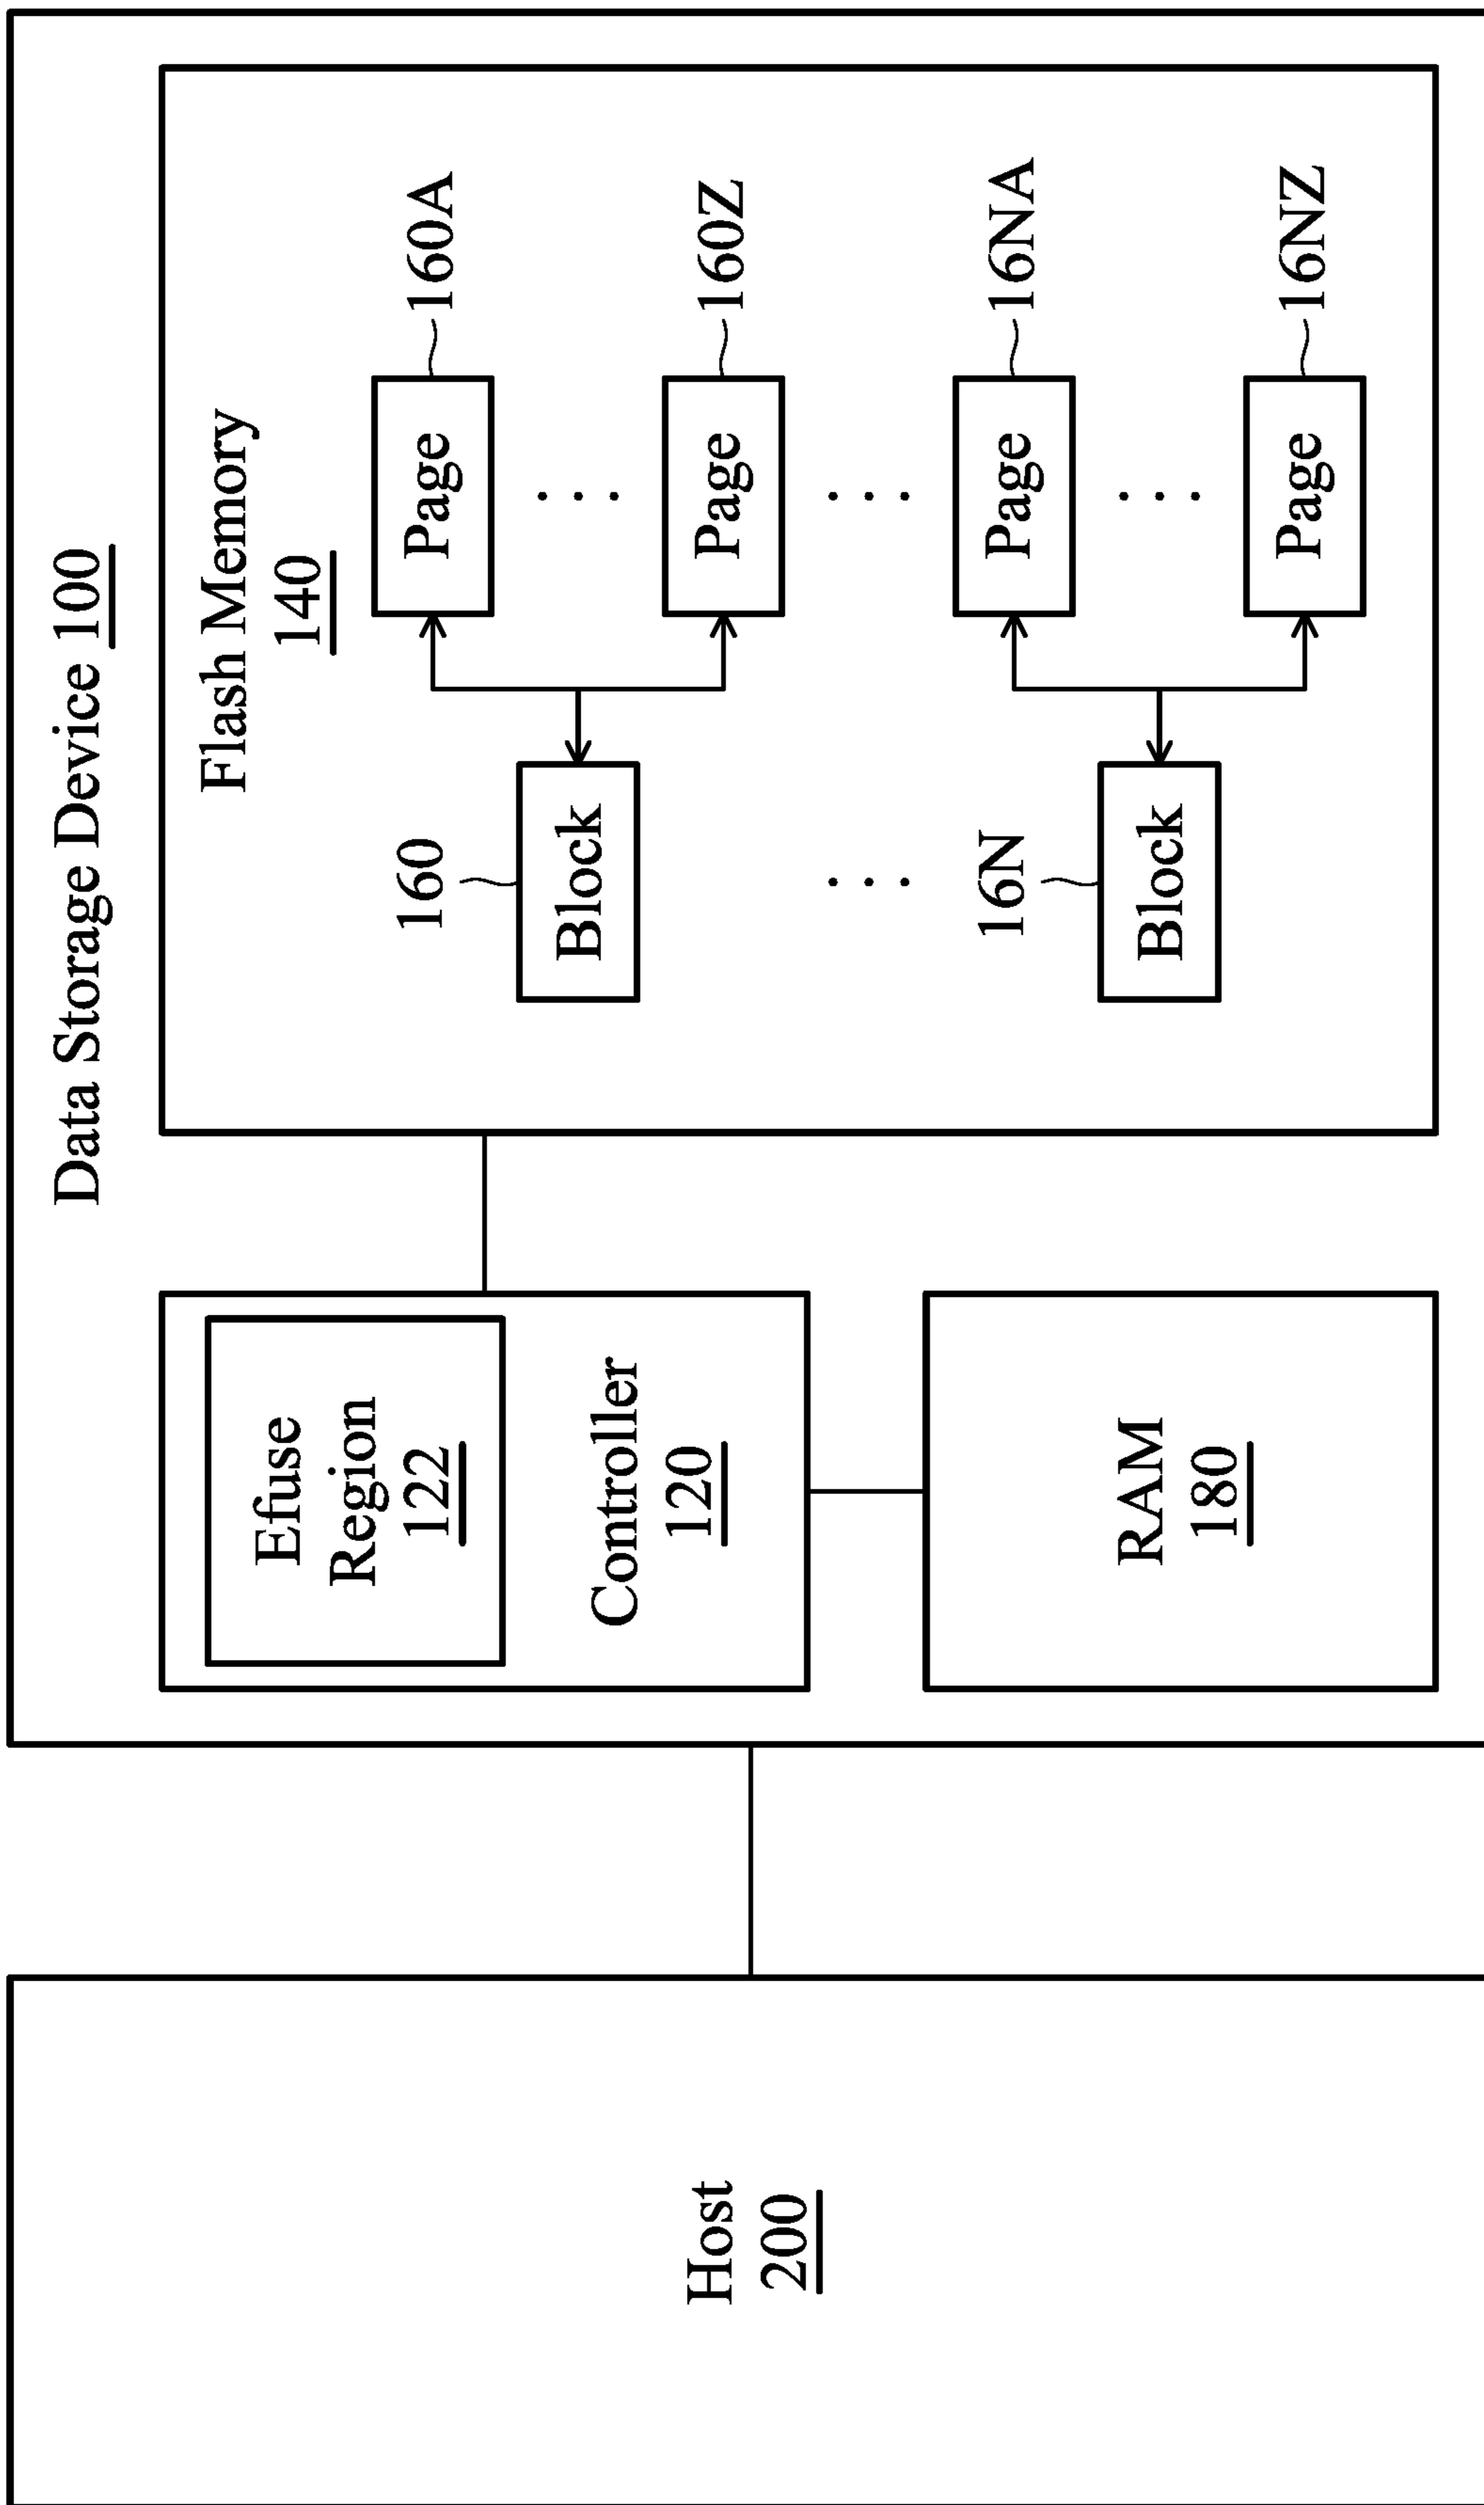 Data Storage Device 100
Host
200
Efuse
Region
122
Controller
120
RAM
180
Flash Memory
140
160
Block
Page
160A
. . .
Page
160Z
. . .
. . .
16N
Block
Page
16NA
. . .
Page
16NZ